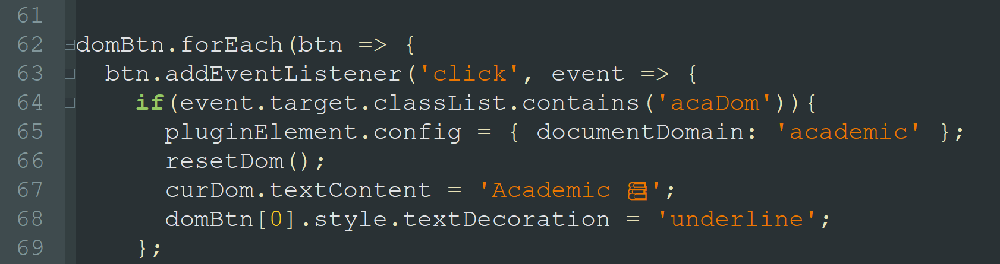 61
62 domBtn.forEach(btn => {
63 btn.addEventListener('click', event => {
64 if(event.target.classList.contains('acaDom')){
65 pluginElement.config = { documentDomain: 'academic' };
66 resetDom();
67 curDom.textContent = 'Academic 📚';
68 domBtn[0].style.textDecoration = 'underline';
69 };